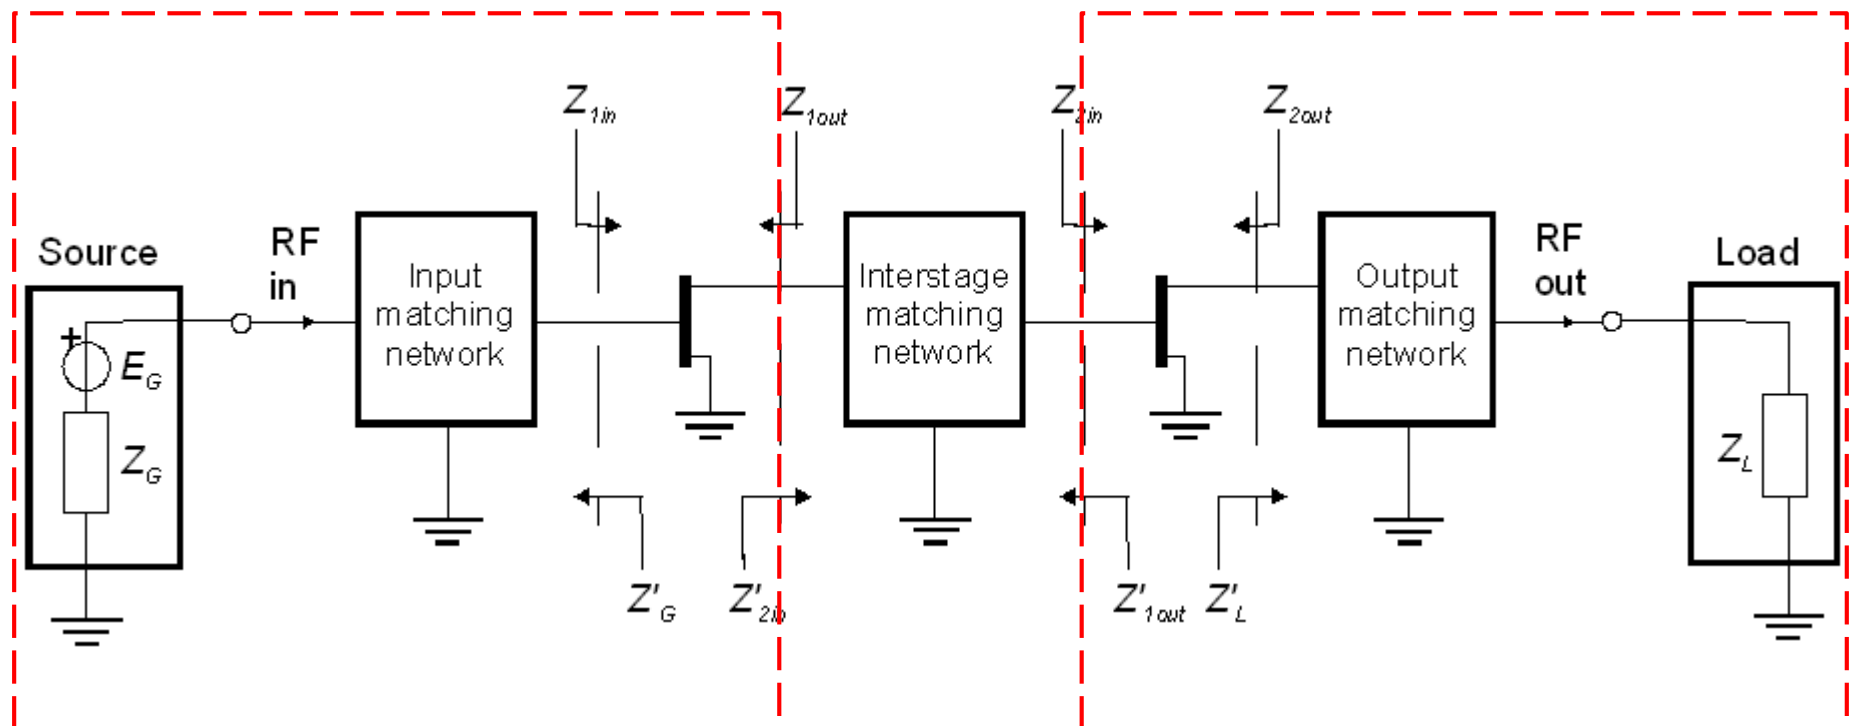 Z1in
Z1out
Z2in
Z2out
Source
RF
in
Input
matching
network
Interstage
matching
network
Output
matching
network
RF
out
Load
+
EG
ZG
ZL
Z'G
Z'2in
Z'1out
Z'L